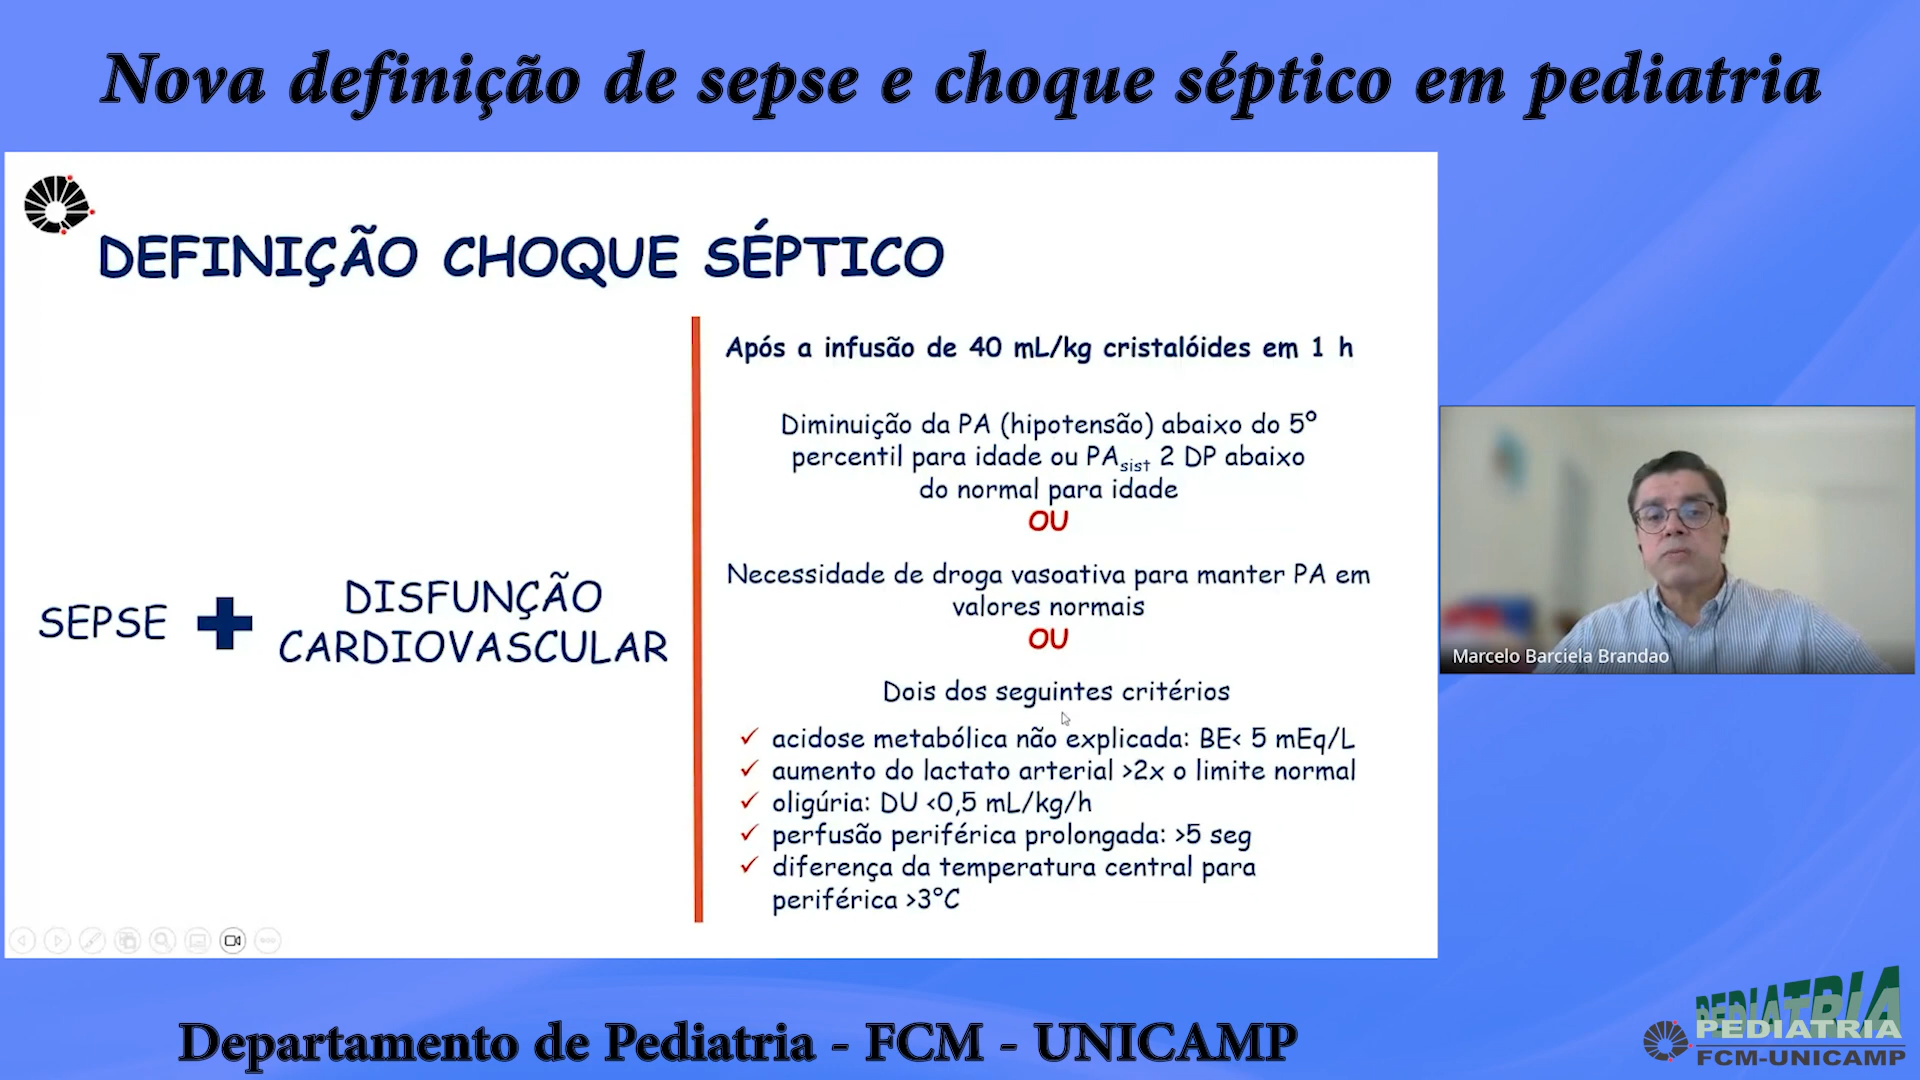 Nova definição de sepse e choque séptico em pediatria
DEFINIÇÃO CHOQUE SÉPTICO
SEPSE
DISFUNÇÃO
CARDIOVASCULAR
Após a infusão de 40 mL/kg cristalóides em 1 h
Diminuição da PA (hipotensão) abaixo do 5º
percentil para idade ou PAsist 2 DP abaixo
do normal para idade
OU
Necessidade de droga vasoativa para manter PA em
valores normais
OU
Dois dos seguintes critérios
✓ acidose metabólica não explicada: BE< 5 mEq/L
✓ aumento do lactato arterial >2x o limite normal
✓ oligúria: DU <0,5 mL/kg/h
✓ perfusão periférica prolongada: >5 seg
✓ diferença da temperatura central para
periférica >3°C
Marcelo Barciela Brandao
Departamento de Pediatria - FCM - UNICAMP
PEDIATRIA
PEDIATRIA
FCM-UNICAMP